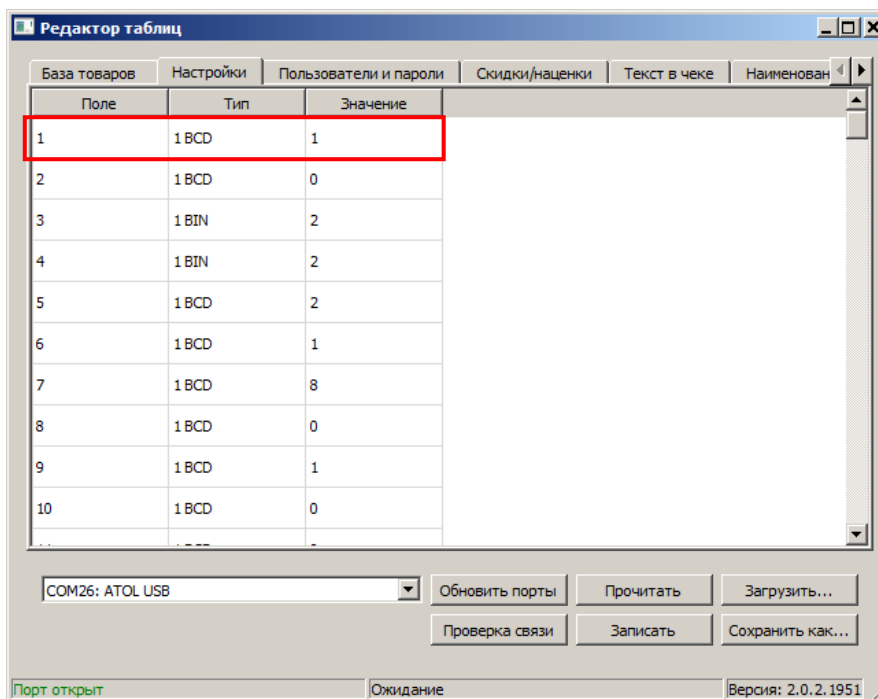 Редактор таблиц
База товаров Настройки Пользователи и пароли Скидки/наценки Текст в чеке Наименован
Поле Тип Значение
1 1 BCD 1
2 1 BCD 0
3 1 BIN 2
4 1 BIN 2
5 1 BCD 2
6 1 BCD 1
7 1 BCD 8
8 1 BCD 0
9 1 BCD 1
10 1 BCD 0
COM26: ATOL USB Обновить порты Прочитать Загрузить...
Проверка связи Записать Сохранить как...
Порт открыт Ожидание Версия: 2.0.2.1951